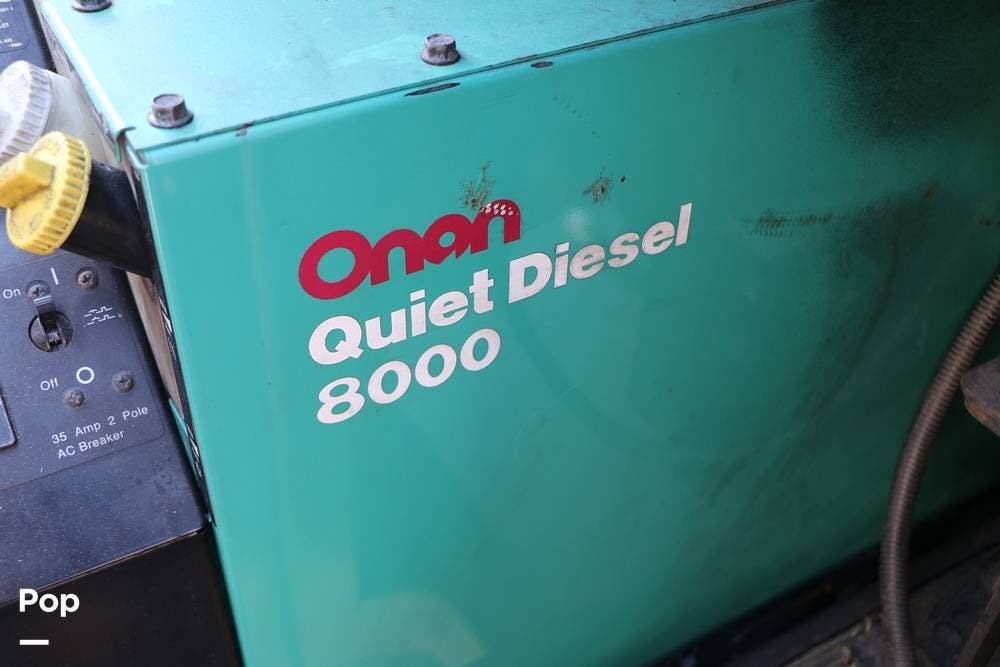 Onan
Quiet Diesel
8000
On
Off
35 Amp 2 Pole
AC Breaker
Pop